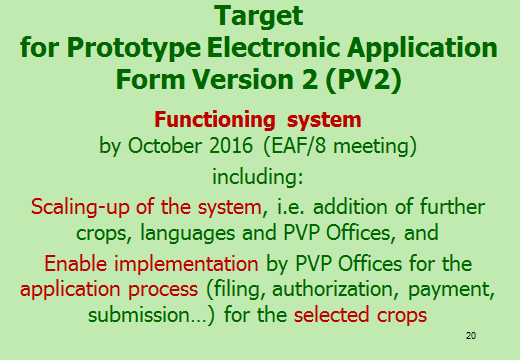 Target
for Prototype Electronic Application
Form Version 2 (PV2)
Functioning system
by October 2016 (EAF/8 meeting)
including:
Scaling-up of the system, i.e. addition of further
crops, languages and PVP Offices, and
Enable implementation by PVP Offices for the
application process (filing, authorization, payment,
submission…) for the selected crops
20